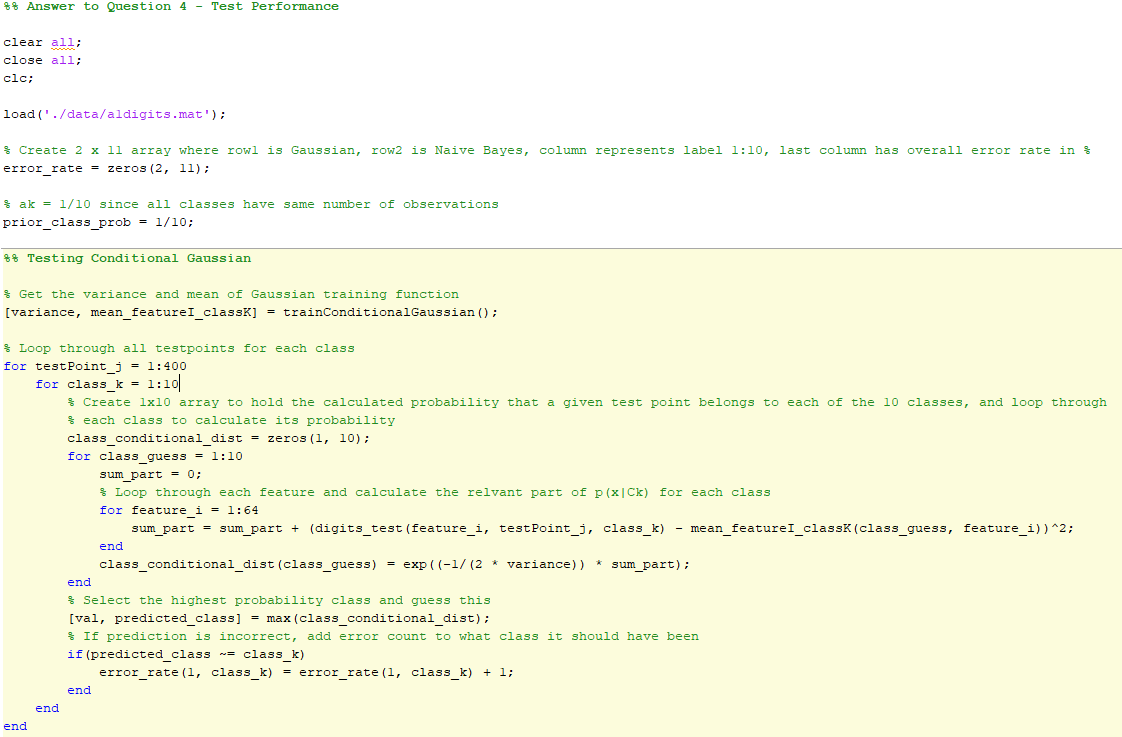 %% Answer to Question 4 - Test Performance
clear all;
close all;
clc;
load('./data/a1digits.mat');
% Create 2 x 11 array where row1 is Gaussian, row2 is Naive Bayes, column represents label 1:10, last column has overall error rate in %
error_rate = zeros(2, 11);
% ak = 1/10 since all classes have same number of observations
prior_class_prob = 1/10;
%% Testing Conditional Gaussian
% Get the variance and mean of Gaussian training function
[variance, mean_featureI_classK] = trainConditionalGaussian();
% Loop through all testpoints for each class
for testPoint_j = 1:400
    for class_k = 1:10
        % Create 1x10 array to hold the calculated probability that a given test point belongs to each of the 10 classes, and loop through
        % each class to calculate its probability
        class_conditional_dist = zeros(1, 10);
        for class_guess = 1:10
            sum_part = 0;
            % Loop through each feature and calculate the relvant part of p(x|Ck) for each class
            for feature_i = 1:64
                sum_part = sum_part + (digits_test(feature_i, testPoint_j, class_k) - mean_featureI_classK(class_guess, feature_i))^2;
            end
            class_conditional_dist(class_guess) = exp((-1/(2 * variance)) * sum_part);
        end
        % Select the highest probability class and guess this
        [val, predicted_class] = max(class_conditional_dist);
        % If prediction is incorrect, add error count to what class it should have been
        if(predicted_class ~= class_k)
            error_rate(1, class_k) = error_rate(1, class_k) + 1;
        end
    end
end